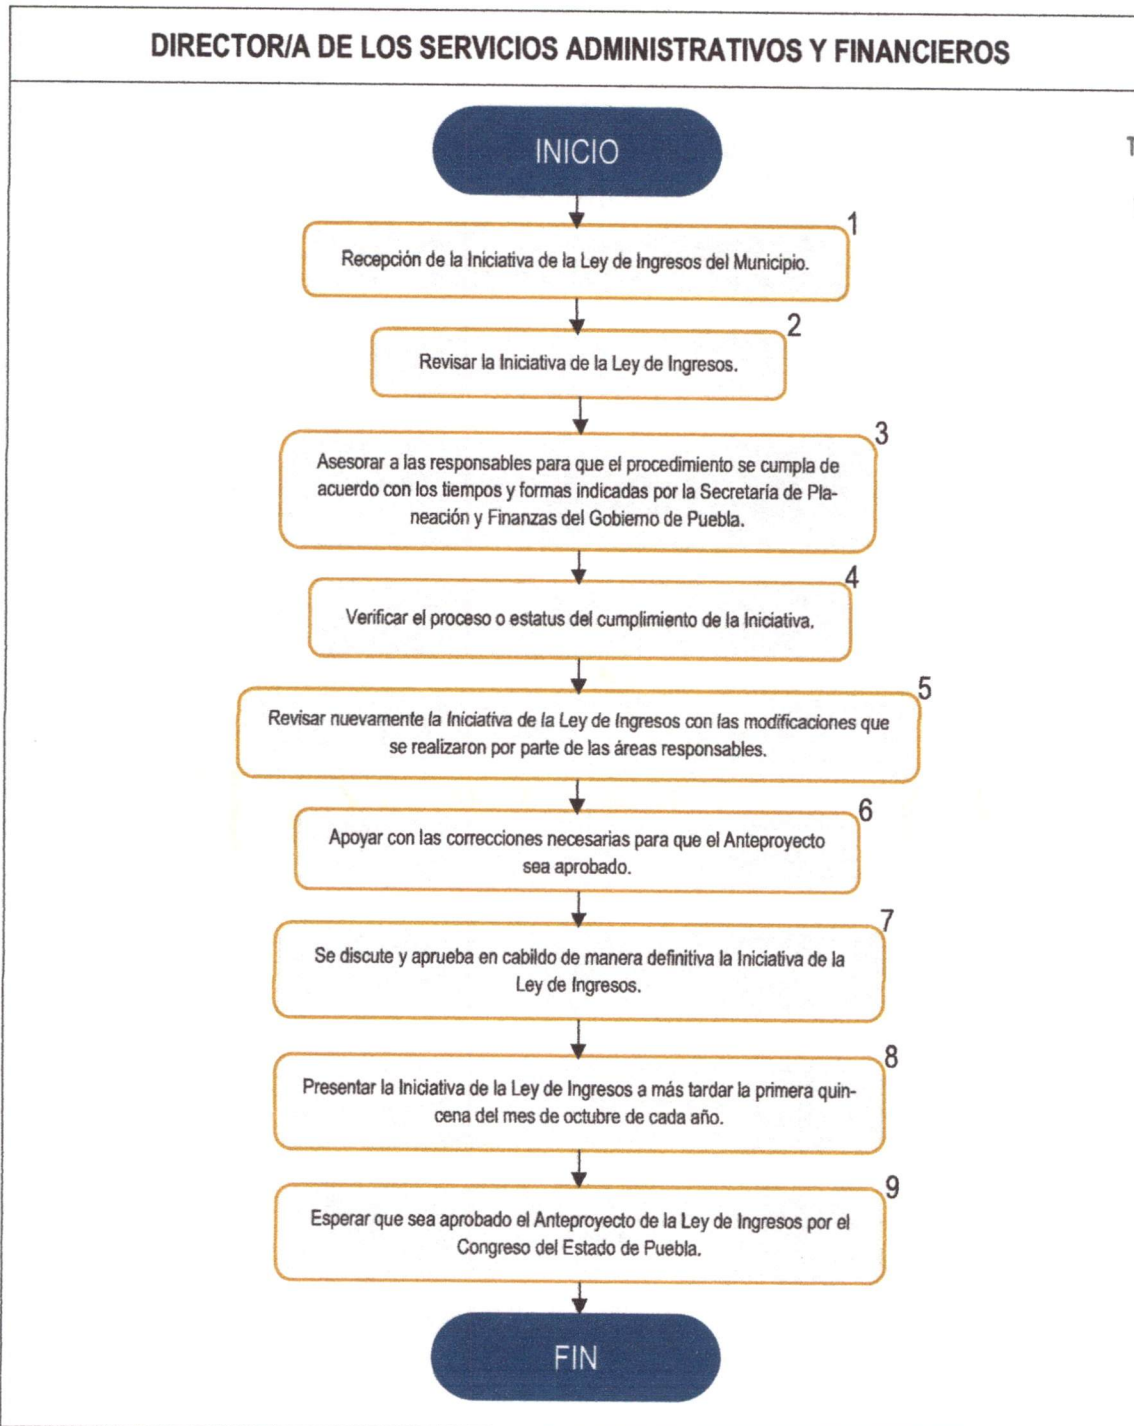 DIRECTOR/A DE LOS SERVICIOS ADMINISTRATIVOS Y FINANCIEROS
INICIO
1
Recepción de la Iniciativa de la Ley de Ingresos del Municipio.
2
Revisar la Iniciativa de la Ley de Ingresos.
3
Asesorar a las responsables para que el procedimiento se cumpla de
acuerdo con los tiempos y formas indicadas por la Secretaría de Pla-
neación y Finanzas del Gobierno de Puebla.
4
Verificar el proceso o estatus del cumplimiento de la Iniciativa.
5
Revisar nuevamente la Iniciativa de la Ley de Ingresos con las modificaciones que
se realizaron por parte de las áreas responsables.
6
Apoyar con las correcciones necesarias para que el Anteproyecto
sea aprobado.
7
Se discute y aprueba en cabildo de manera definitiva la Iniciativa de la
Ley de Ingresos.
8
Presentar la Iniciativa de la Ley de Ingresos a más tardar la primera quin-
cena del mes de octubre de cada año.
9
Esperar que sea aprobado el Anteproyecto de la Ley de Ingresos por el
Congreso del Estado de Puebla.
FIN